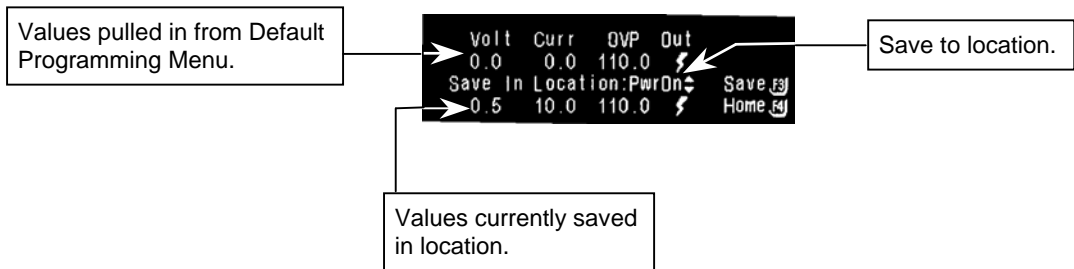 Values pulled in from Default
Programming Menu.
Volt Curr OVP Out
0.0 0.0 110.0
Save In Location:PwrOn Save F3
0.5 10.0 110.0 Home F4
Save to location.
Values currently saved
in location.